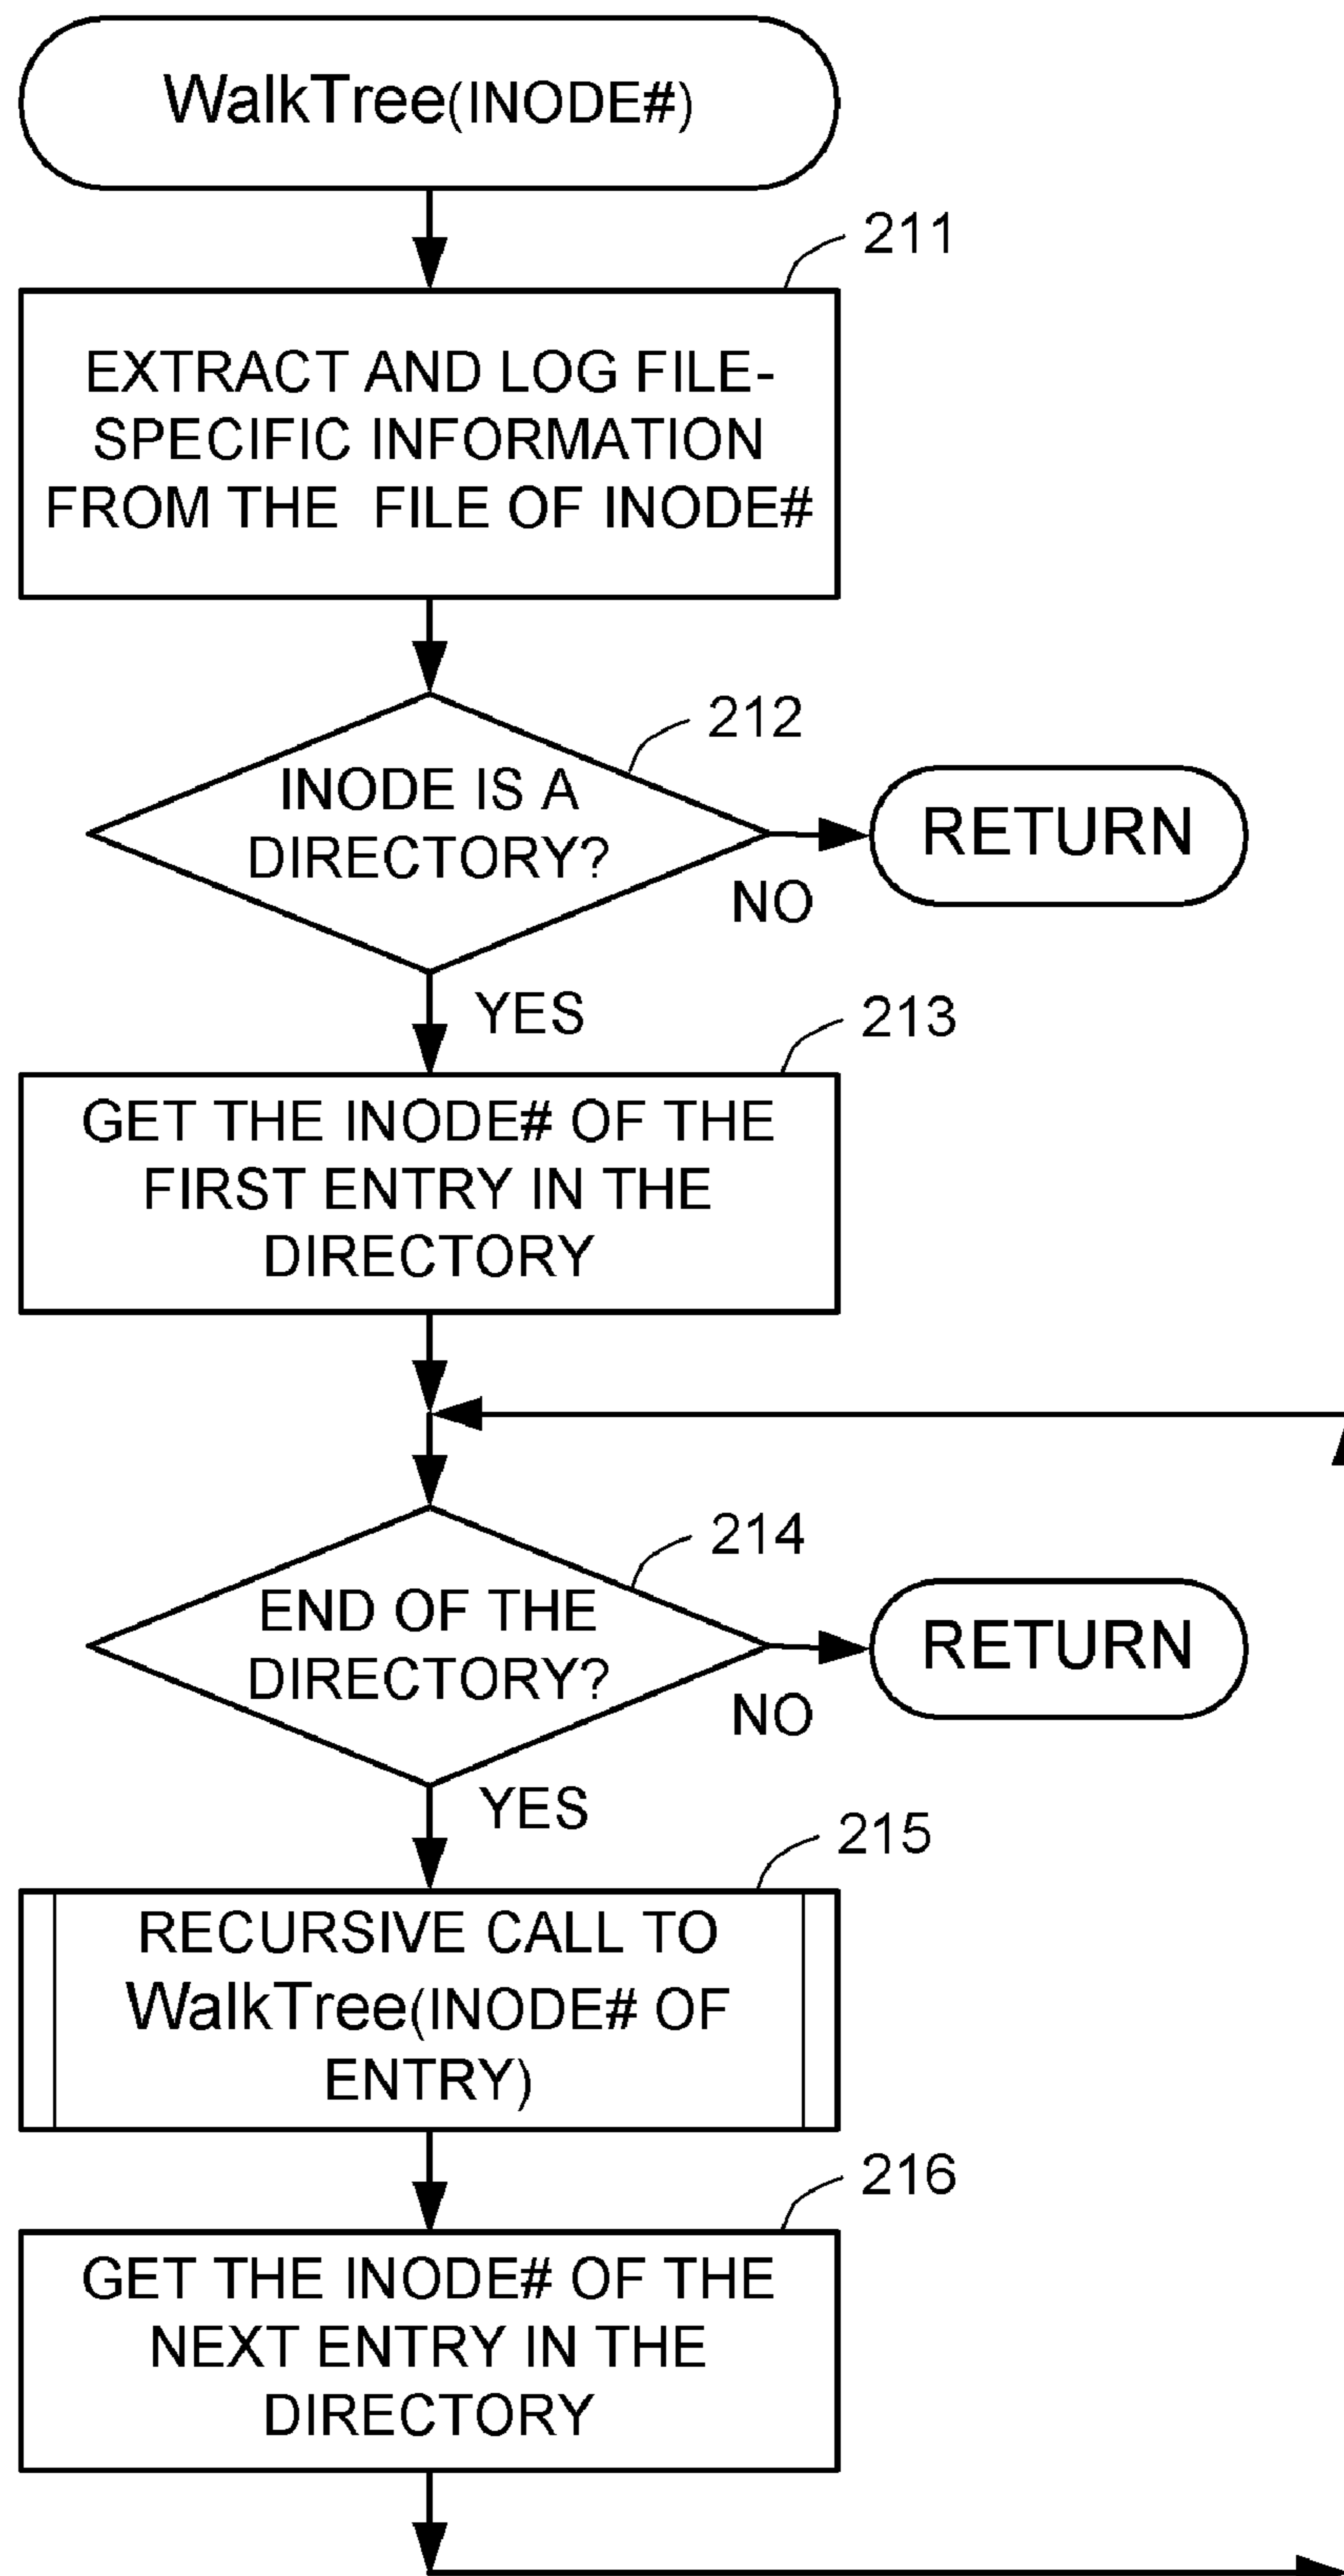 WalkTree(INODE#)
211
EXTRACT AND LOG FILE-
SPECIFIC INFORMATION
FROM THE FILE OF INODE#
212
INODE IS A
DIRECTORY?
RETURN
NO
YES
213
GET THE INODE# OF THE
FIRST ENTRY IN THE
DIRECTORY
214
END OF THE
DIRECTORY?
RETURN
NO
YES
215
RECURSIVE CALL TO
WalkTree(INODE# OF
ENTRY)
216
GET THE INODE# OF THE
NEXT ENTRY IN THE
DIRECTORY